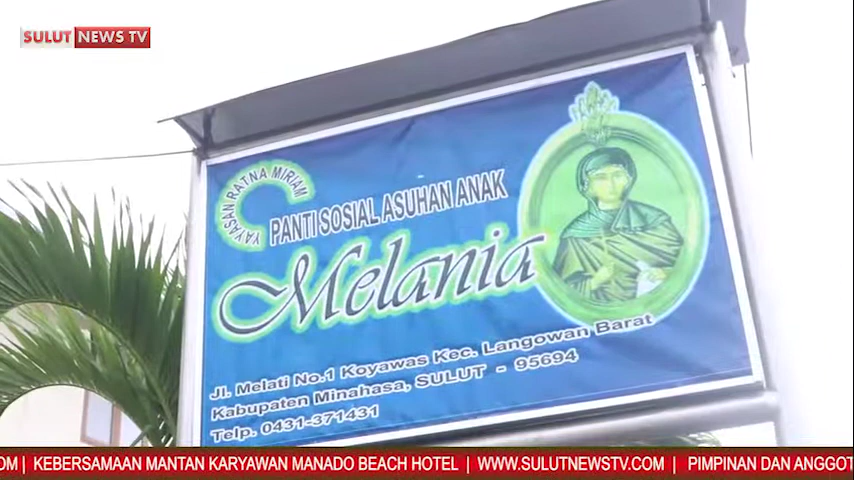 SULUT NEWS TV
YAYASAN RATNA MIRIAM
PANTI SOSIAL ASUHAN ANAK
Melania
Jl. Melati No.1 Koyawas Kec. Langowan Barat
Kabupaten Minahasa, SULUT - 95694
Telp. 0431-371431
OM | KEBERSAMAAN MANTAN KARYAWAN MANADO BEACH HOTEL | WWW.SULUTNEWSTV.COM | PIMPINAN DAN ANGGOT